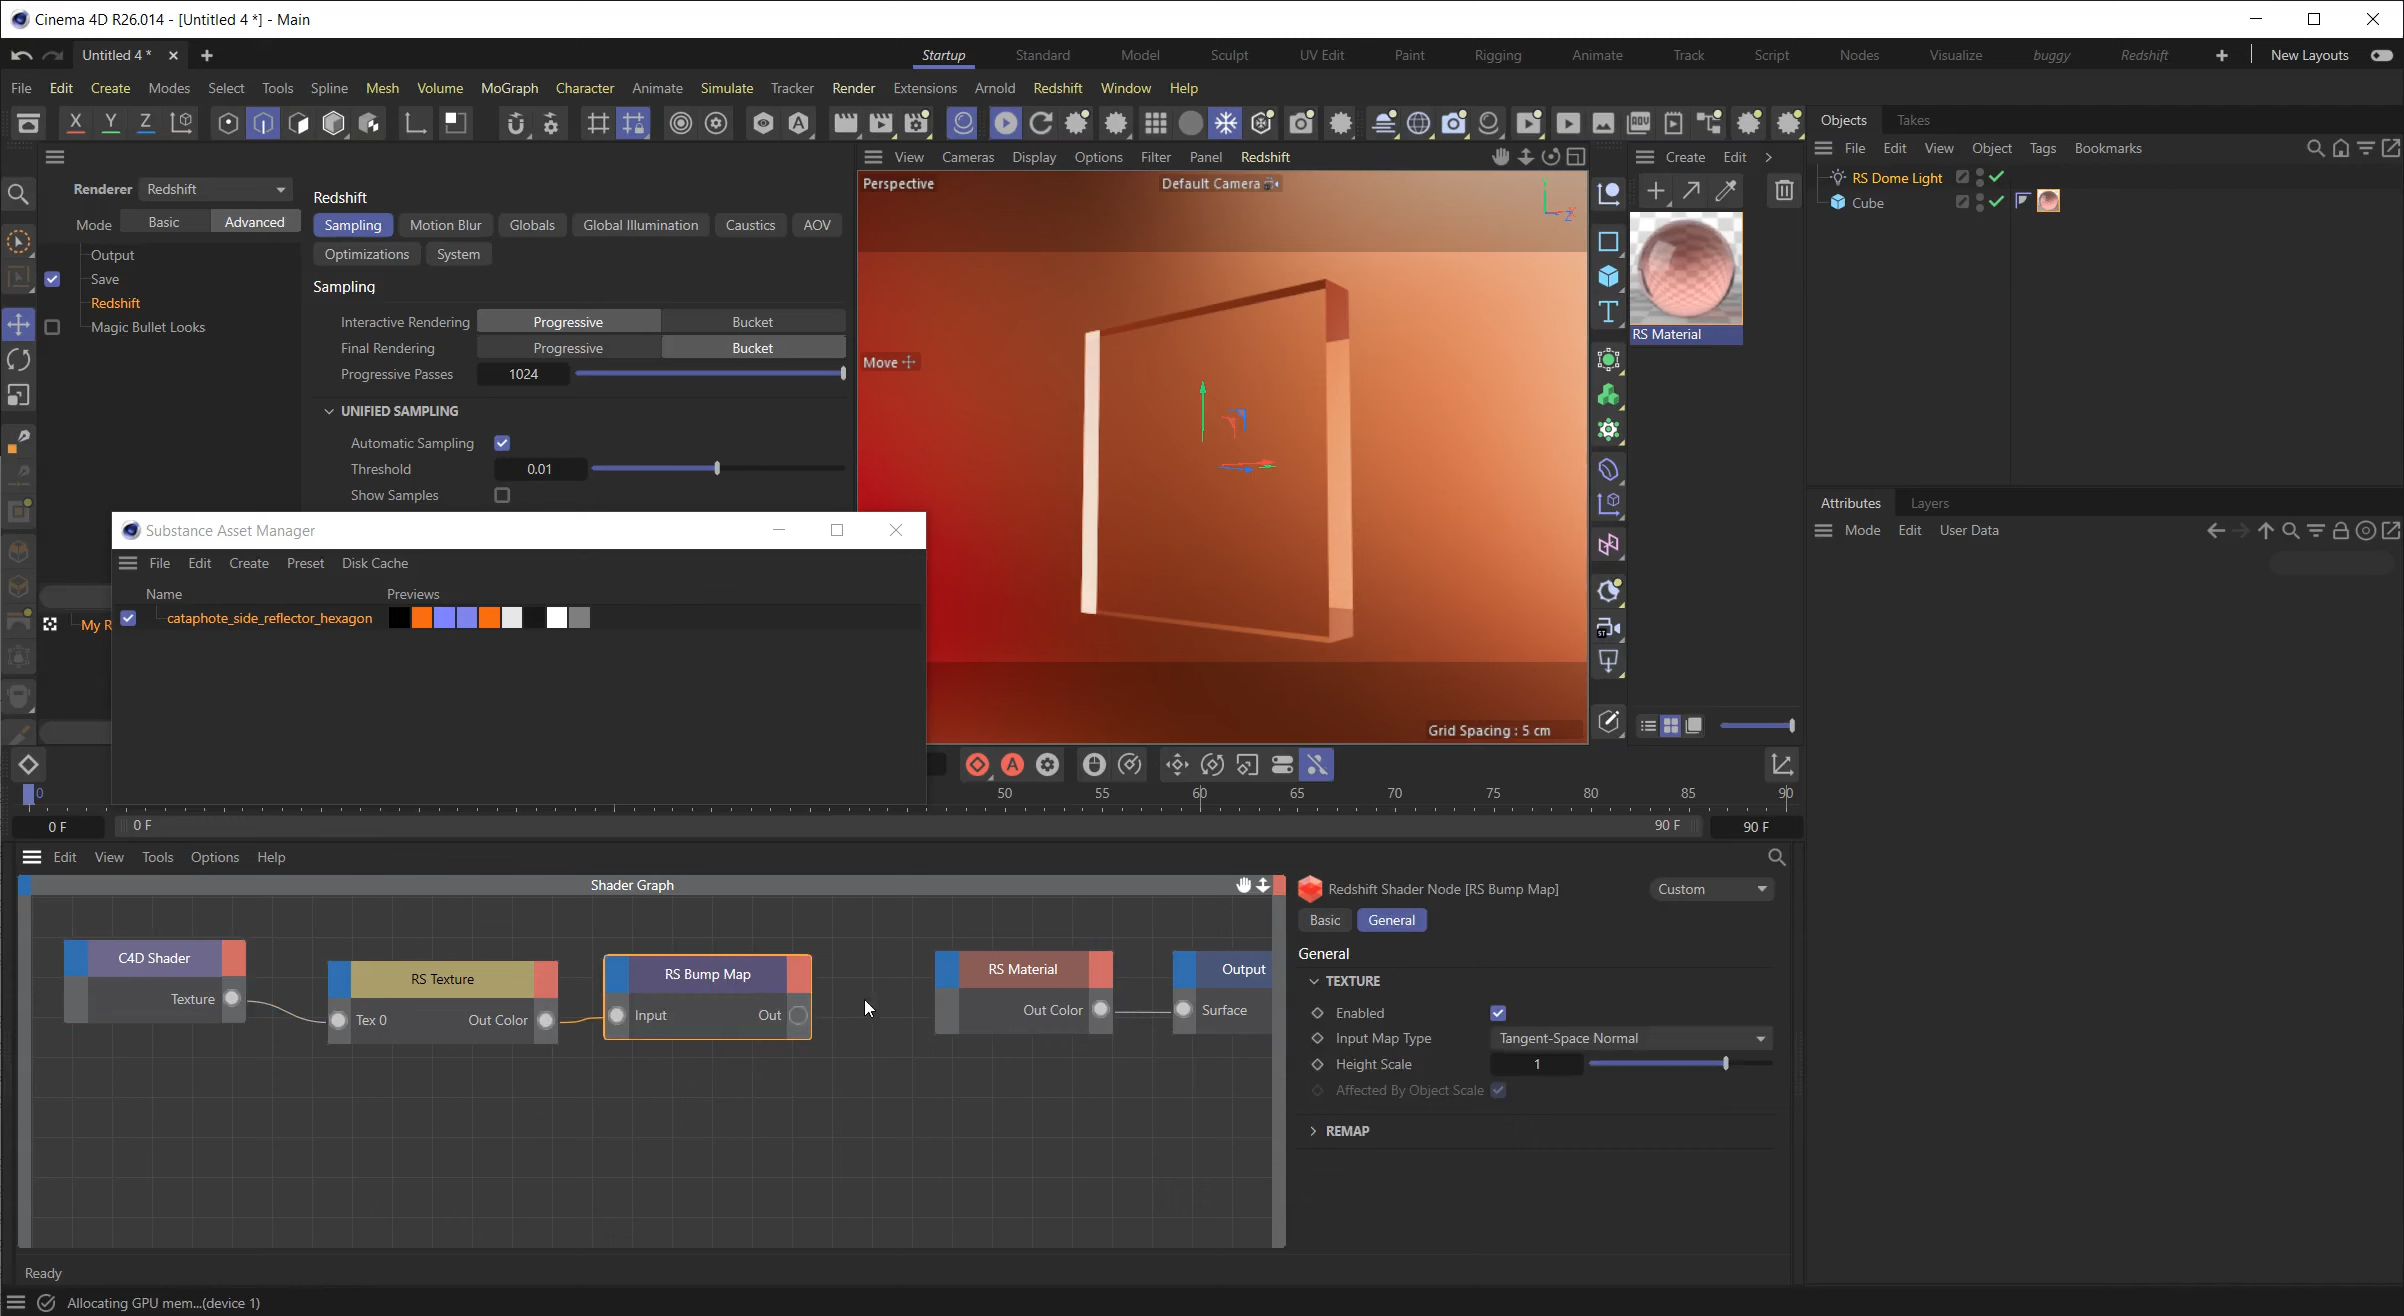 Cinema 4D R26.014 - [Untitled 4 *] - Main
Untitled 4 *
Startup Standard Model Sculpt UV Edit Paint Rigging Animate Track Script Nodes Visualize buggy Redshift New Layouts
File Edit Create Modes Select Tools Spline Mesh Volume MoGraph Character Animate Simulate Tracker Render Extensions Arnold Redshift Window Help
X Y Z
Objects Takes
File Edit View Object Tags Bookmarks
RS Dome Light
Cube
Renderer Redshift
Mode Basic Advanced
Output
Save
Redshift
Magic Bullet Looks
My R
Redshift
Sampling Motion Blur Globals Global Illumination Caustics AOV
Optimizations System
Sampling
Interactive Rendering Progressive Bucket
Final Rendering Progressive Bucket
Progressive Passes 1024
UNIFIED SAMPLING
Automatic Sampling
Threshold 0.01
Show Samples
View Cameras Display Options Filter Panel Redshift
Perspective
Default Camera
Move
Grid Spacing : 5 cm
Create Edit
RS Material
Attributes Layers
Mode Edit User Data
Substance Asset Manager
File Edit Create Preset Disk Cache
Name Previews
cataphote_side_reflector_hexagon
0 50 55 60 65 70 75 80 85 90
0 F 0 F 90 F 90 F
Edit View Tools Options Help
Shader Graph
C4D Shader
Texture
RS Texture
Tex 0 Out Color
RS Bump Map
Input Out
RS Material
Out Color
Output
Surface
Redshift Shader Node [RS Bump Map]
Custom
Basic General
General
TEXTURE
Enabled
Input Map Type Tangent-Space Normal
Height Scale 1
Affected By Object Scale
REMAP
Ready
Allocating GPU mem...(device 1)